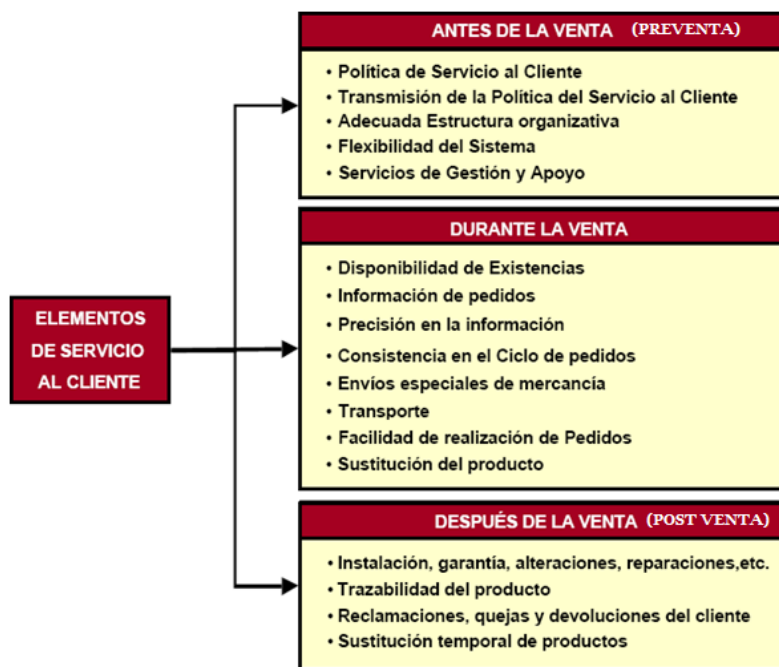 ANTES DE LA VENTA (PREVENTA)
• Política de Servicio al Cliente
• Transmisión de la Política del Servicio al Cliente
• Adecuada Estructura organizativa
• Flexibilidad del Sistema
• Servicios de Gestión y Apoyo
DURANTE LA VENTA
• Disponibilidad de Existencias
• Información de pedidos
• Precisión en la información
• Consistencia en el Ciclo de pedidos
• Envíos especiales de mercancía
• Transporte
• Facilidad de realización de Pedidos
• Sustitución del producto
ELEMENTOS
DE SERVICIO
AL CLIENTE
DESPUÉS DE LA VENTA (POST VENTA)
• Instalación, garantía, alteraciones, reparaciones,etc.
• Trazabilidad del producto
• Reclamaciones, quejas y devoluciones del cliente
• Sustitución temporal de productos